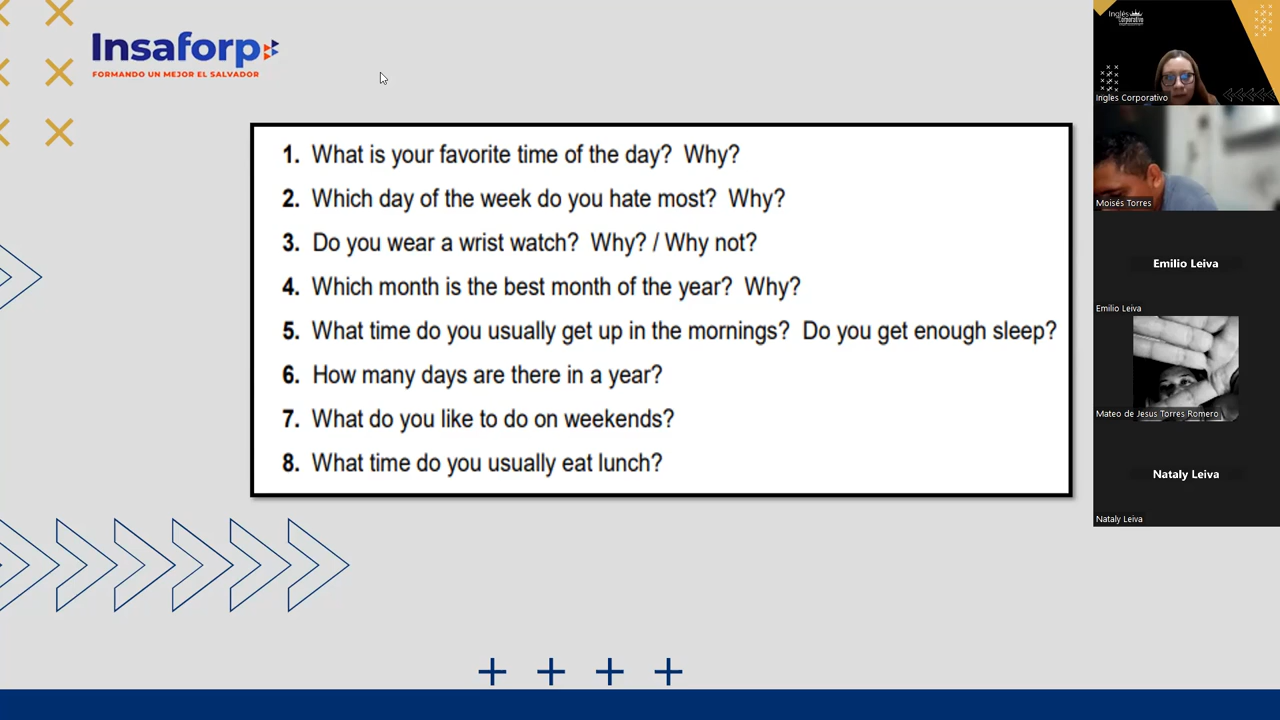 Insaforp
FORMANDO UN MEJOR EL SALVADOR
1. What is your favorite time of the day? Why?
2. Which day of the week do you hate most? Why?
3. Do you wear a wrist watch? Why? / Why not?
4. Which month is the best month of the year? Why?
5. What time do you usually get up in the mornings? Do you get enough sleep?
6. How many days are there in a year?
7. What do you like to do on weekends?
8. What time do you usually eat lunch?
Inglés
Corporativo
Ingles Corporativo
Moisés Torres
Emilio Leiva
Emilio Leiva
Mateo de Jesus Torres Romero
Nataly Leiva
Nataly Leiva